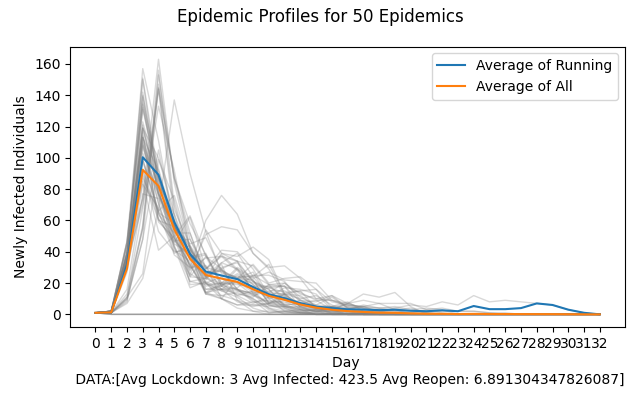 Epidemic Profiles for 50 Epidemics
Average of Running
Average of All
160
140
120
100
80
60
40
20
0
Newly Infected Individuals
0 1 2 3 4 5 6 7 8 9 10 11 12 13 14 15 16 17 18 19 20 21 22 23 24 25 26 27 28 29 30 31 32
Day
DATA:[Avg Lockdown: 3 Avg Infected: 423.5 Avg Reopen: 6.891304347826087]